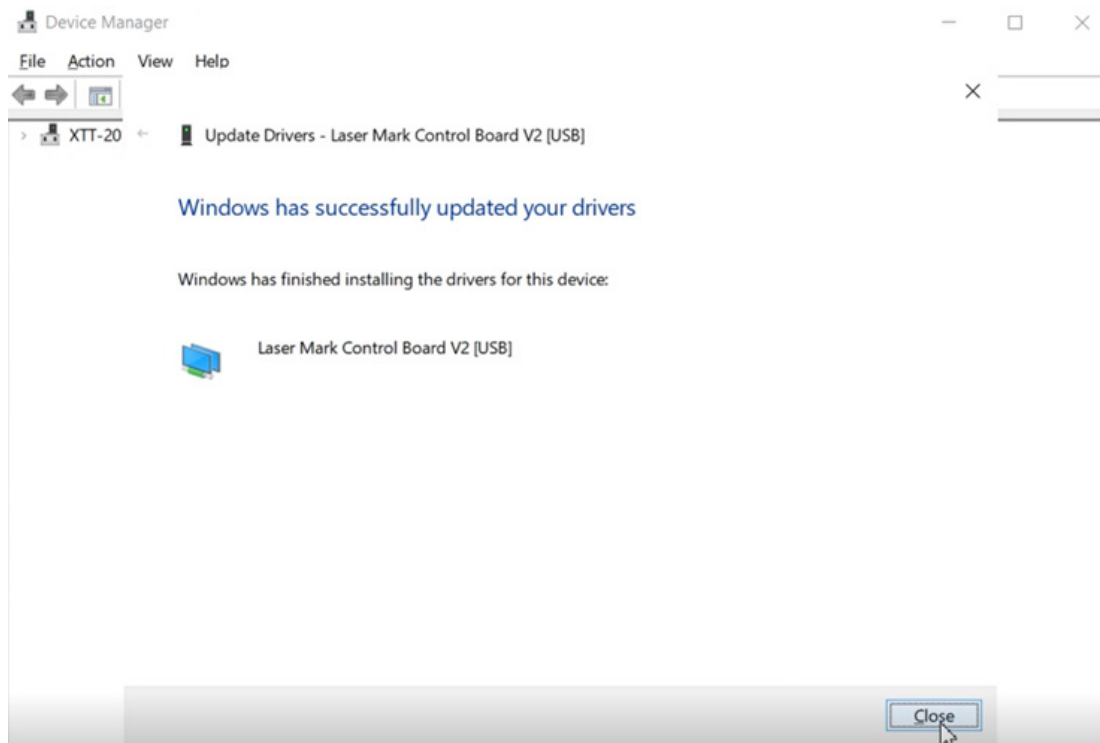 Device Manager
File Action View Help
XTT-20
Update Drivers - Laser Mark Control Board V2 [USB]
Windows has successfully updated your drivers
Windows has finished installing the drivers for this device:
Laser Mark Control Board V2 [USB]
Close